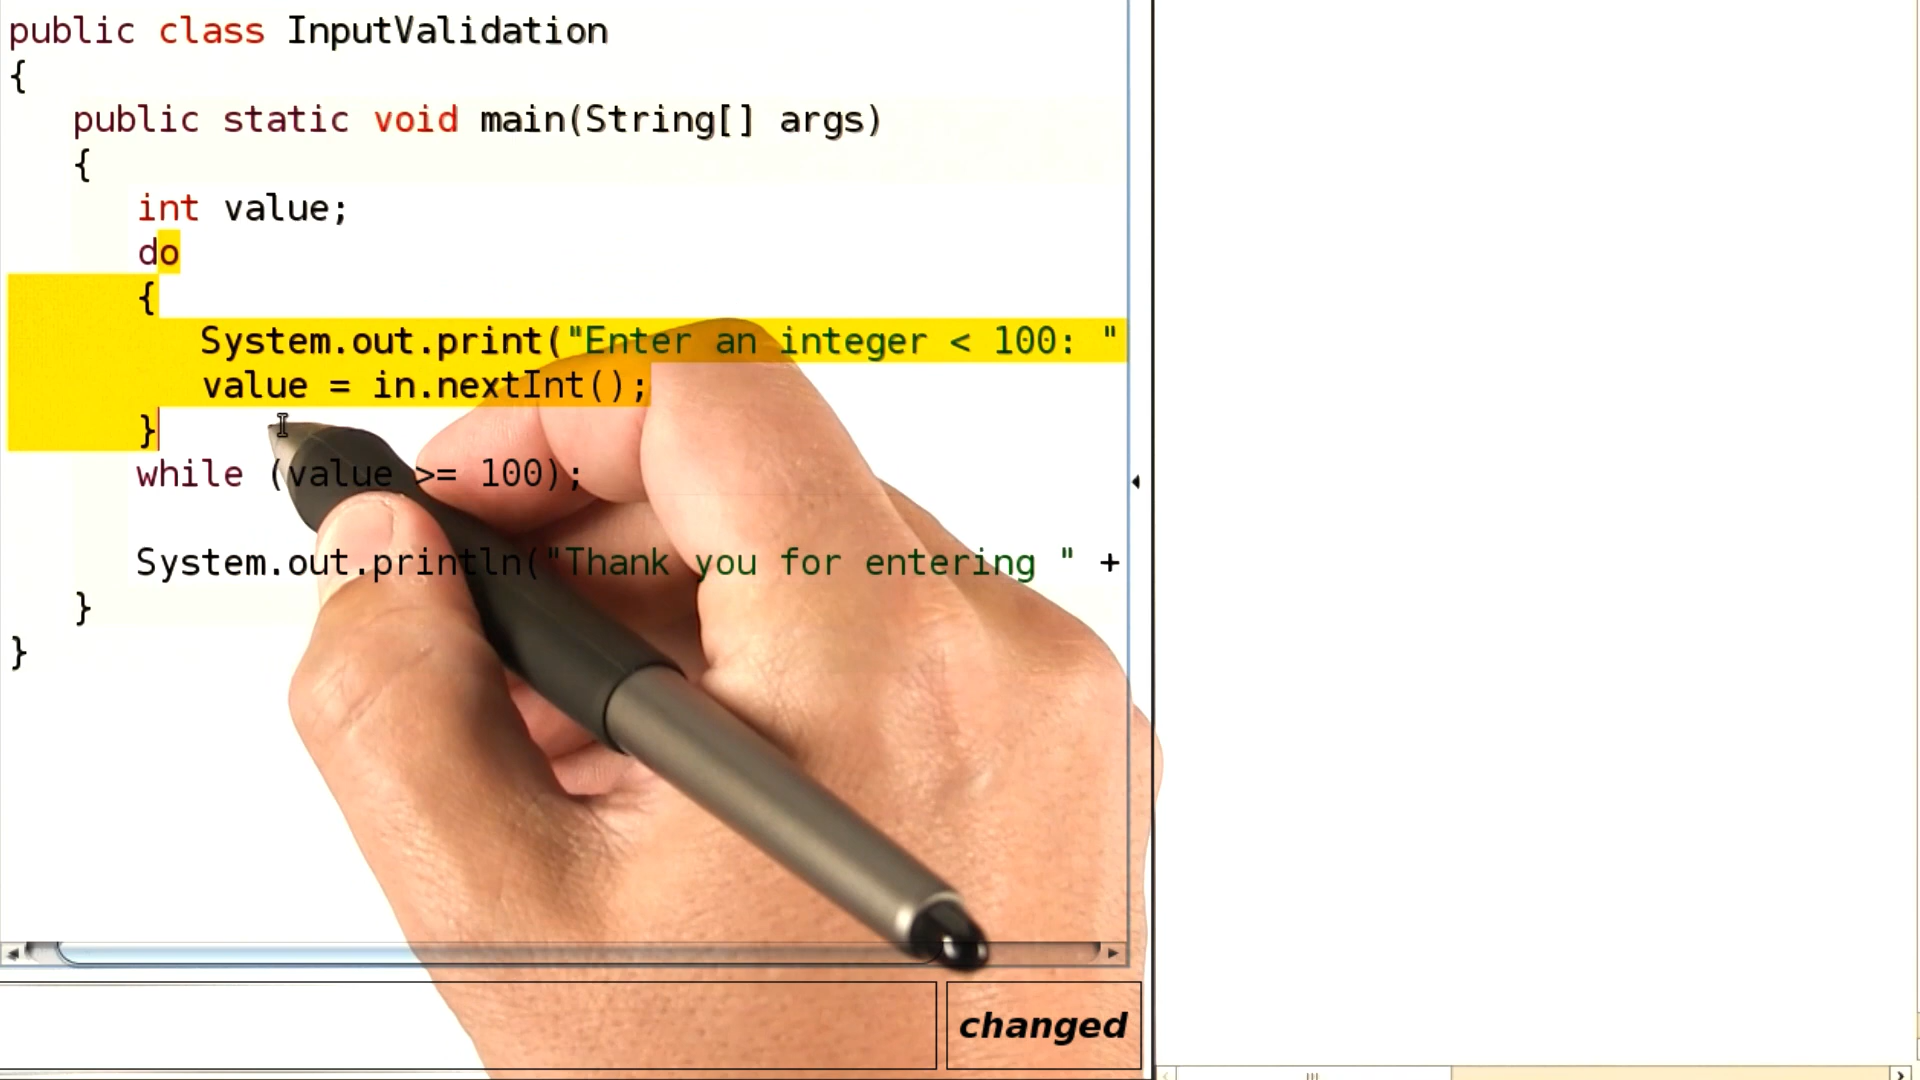 public class InputValidation
{
public static void main(String[] args)
{
int value;
do
{
System.out.print("Enter an integer < 100: "
value = in.nextInt();
}
while (value >= 100);
System.out.println("Thank you for entering " +
}
}
changed